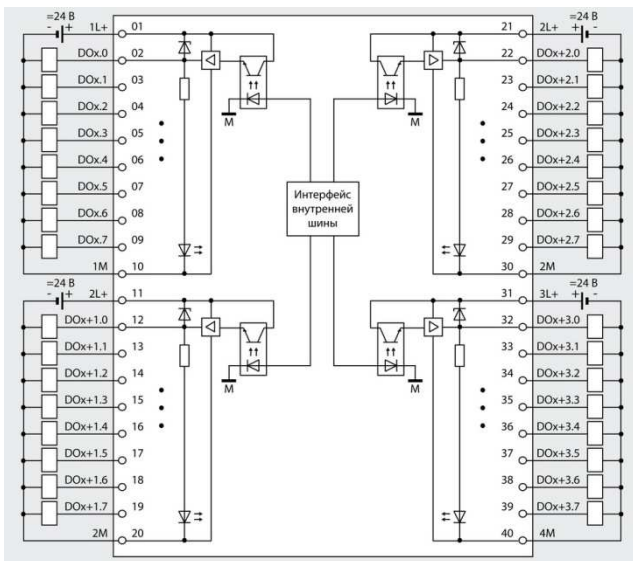 =24 В
- + 1L+ 01
DOx.0 02
DOx.1 03
DOx.2 04
DOx.3 05
DOx.4 06
DOx.5 07
DOx.6 08
DOx.7 09
1M 10
M
=24 В
- + 2L+ 11
DOx+1.0 12
DOx+1.1 13
DOx+1.2 14
DOx+1.3 15
DOx+1.4 16
DOx+1.5 17
DOx+1.6 18
DOx+1.7 19
2M 20
M
Интерфейс
внутренней
шины
=24 В
21 2L+ + -
22 DOx+2.0
23 DOx+2.1
24 DOx+2.2
25 DOx+2.3
26 DOx+2.4
27 DOx+2.5
28 DOx+2.6
29 DOx+2.7
30 2M
M
=24 В
31 3L+ + -
32 DOx+3.0
33 DOx+3.1
34 DOx+3.2
35 DOx+3.3
36 DOx+3.4
37 DOx+3.5
38 DOx+3.6
39 DOx+3.7
40 4M
M